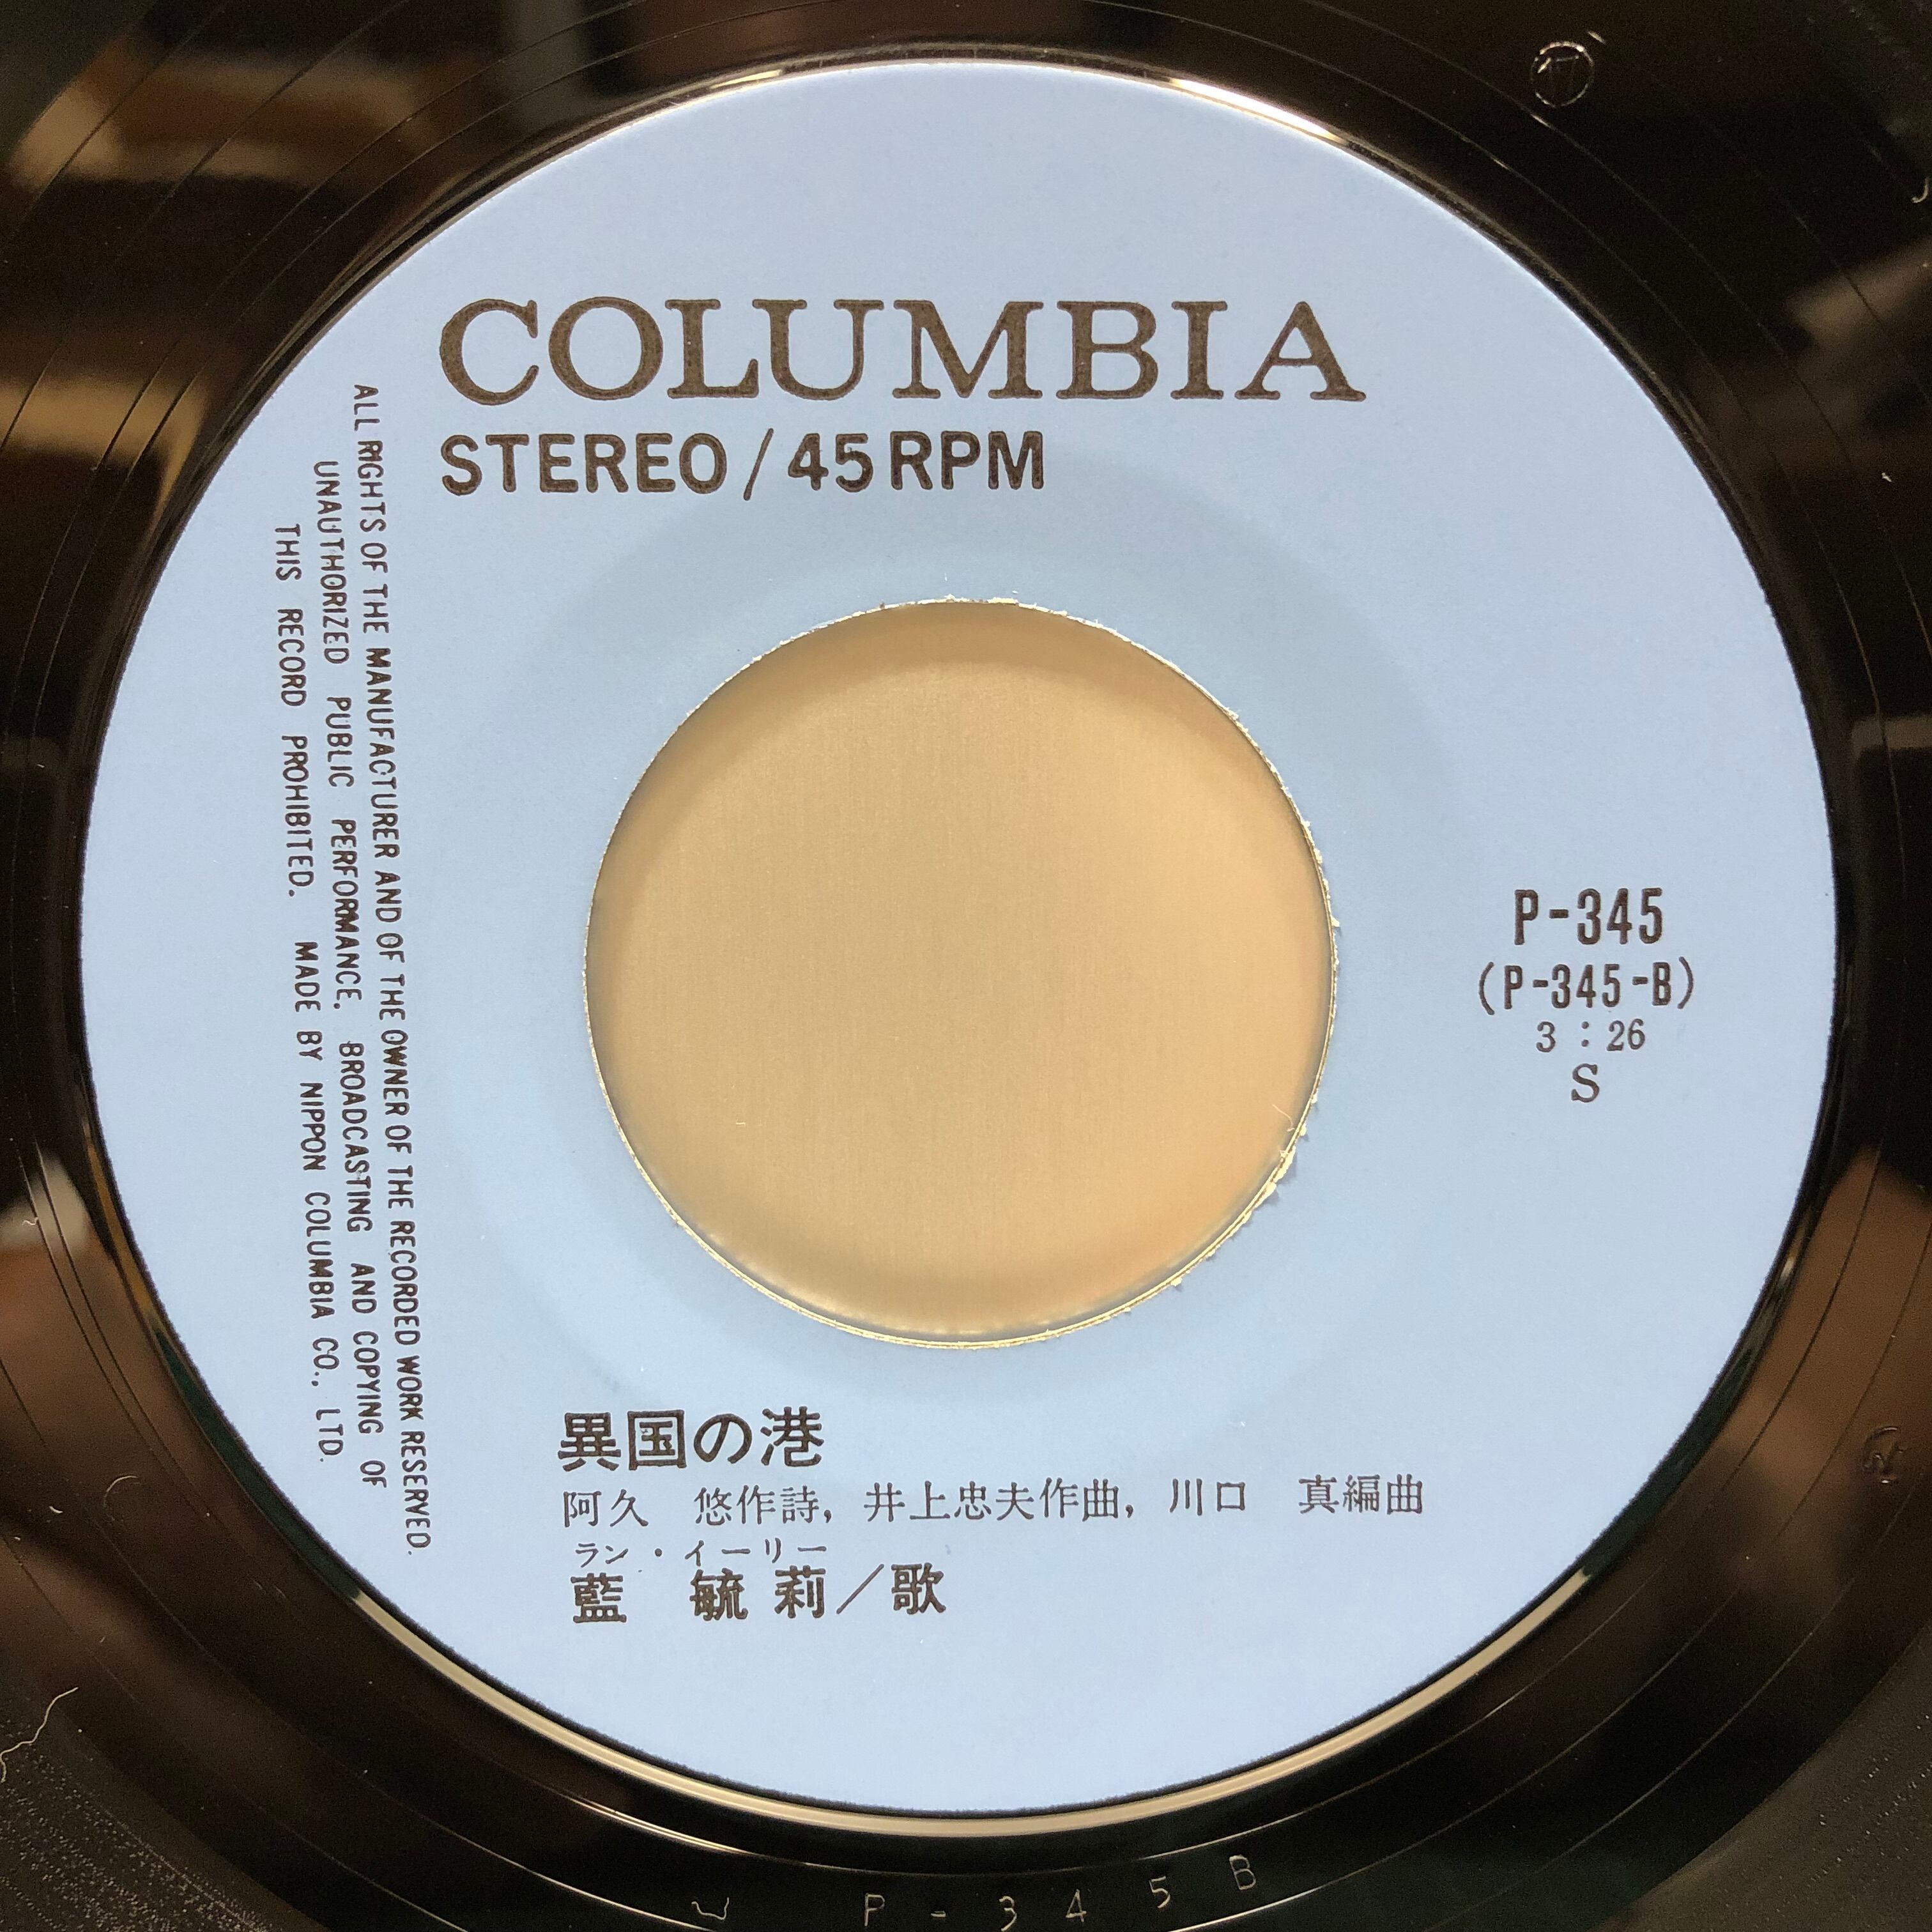 COLUMBIA
STEREO / 45 RPM
ALL RIGHTS OF THE MANUFACTURER AND OF THE OWNER OF THE RECORDED WORK RESERVED.
UNAUTHORIZED PUBLIC PERFORMANCE. BROADCASTING AND COPYING OF
THIS RECORD PROHIBITED. MADE BY NIPPON COLUMBIA CO., LTD.
P-345
(P-345-B)
3:26
S
異国の港
阿久 悠作詩, 井上忠夫作曲, 川口 真編曲
ラン・イーリー
藍 毓莉/歌
P-345 B